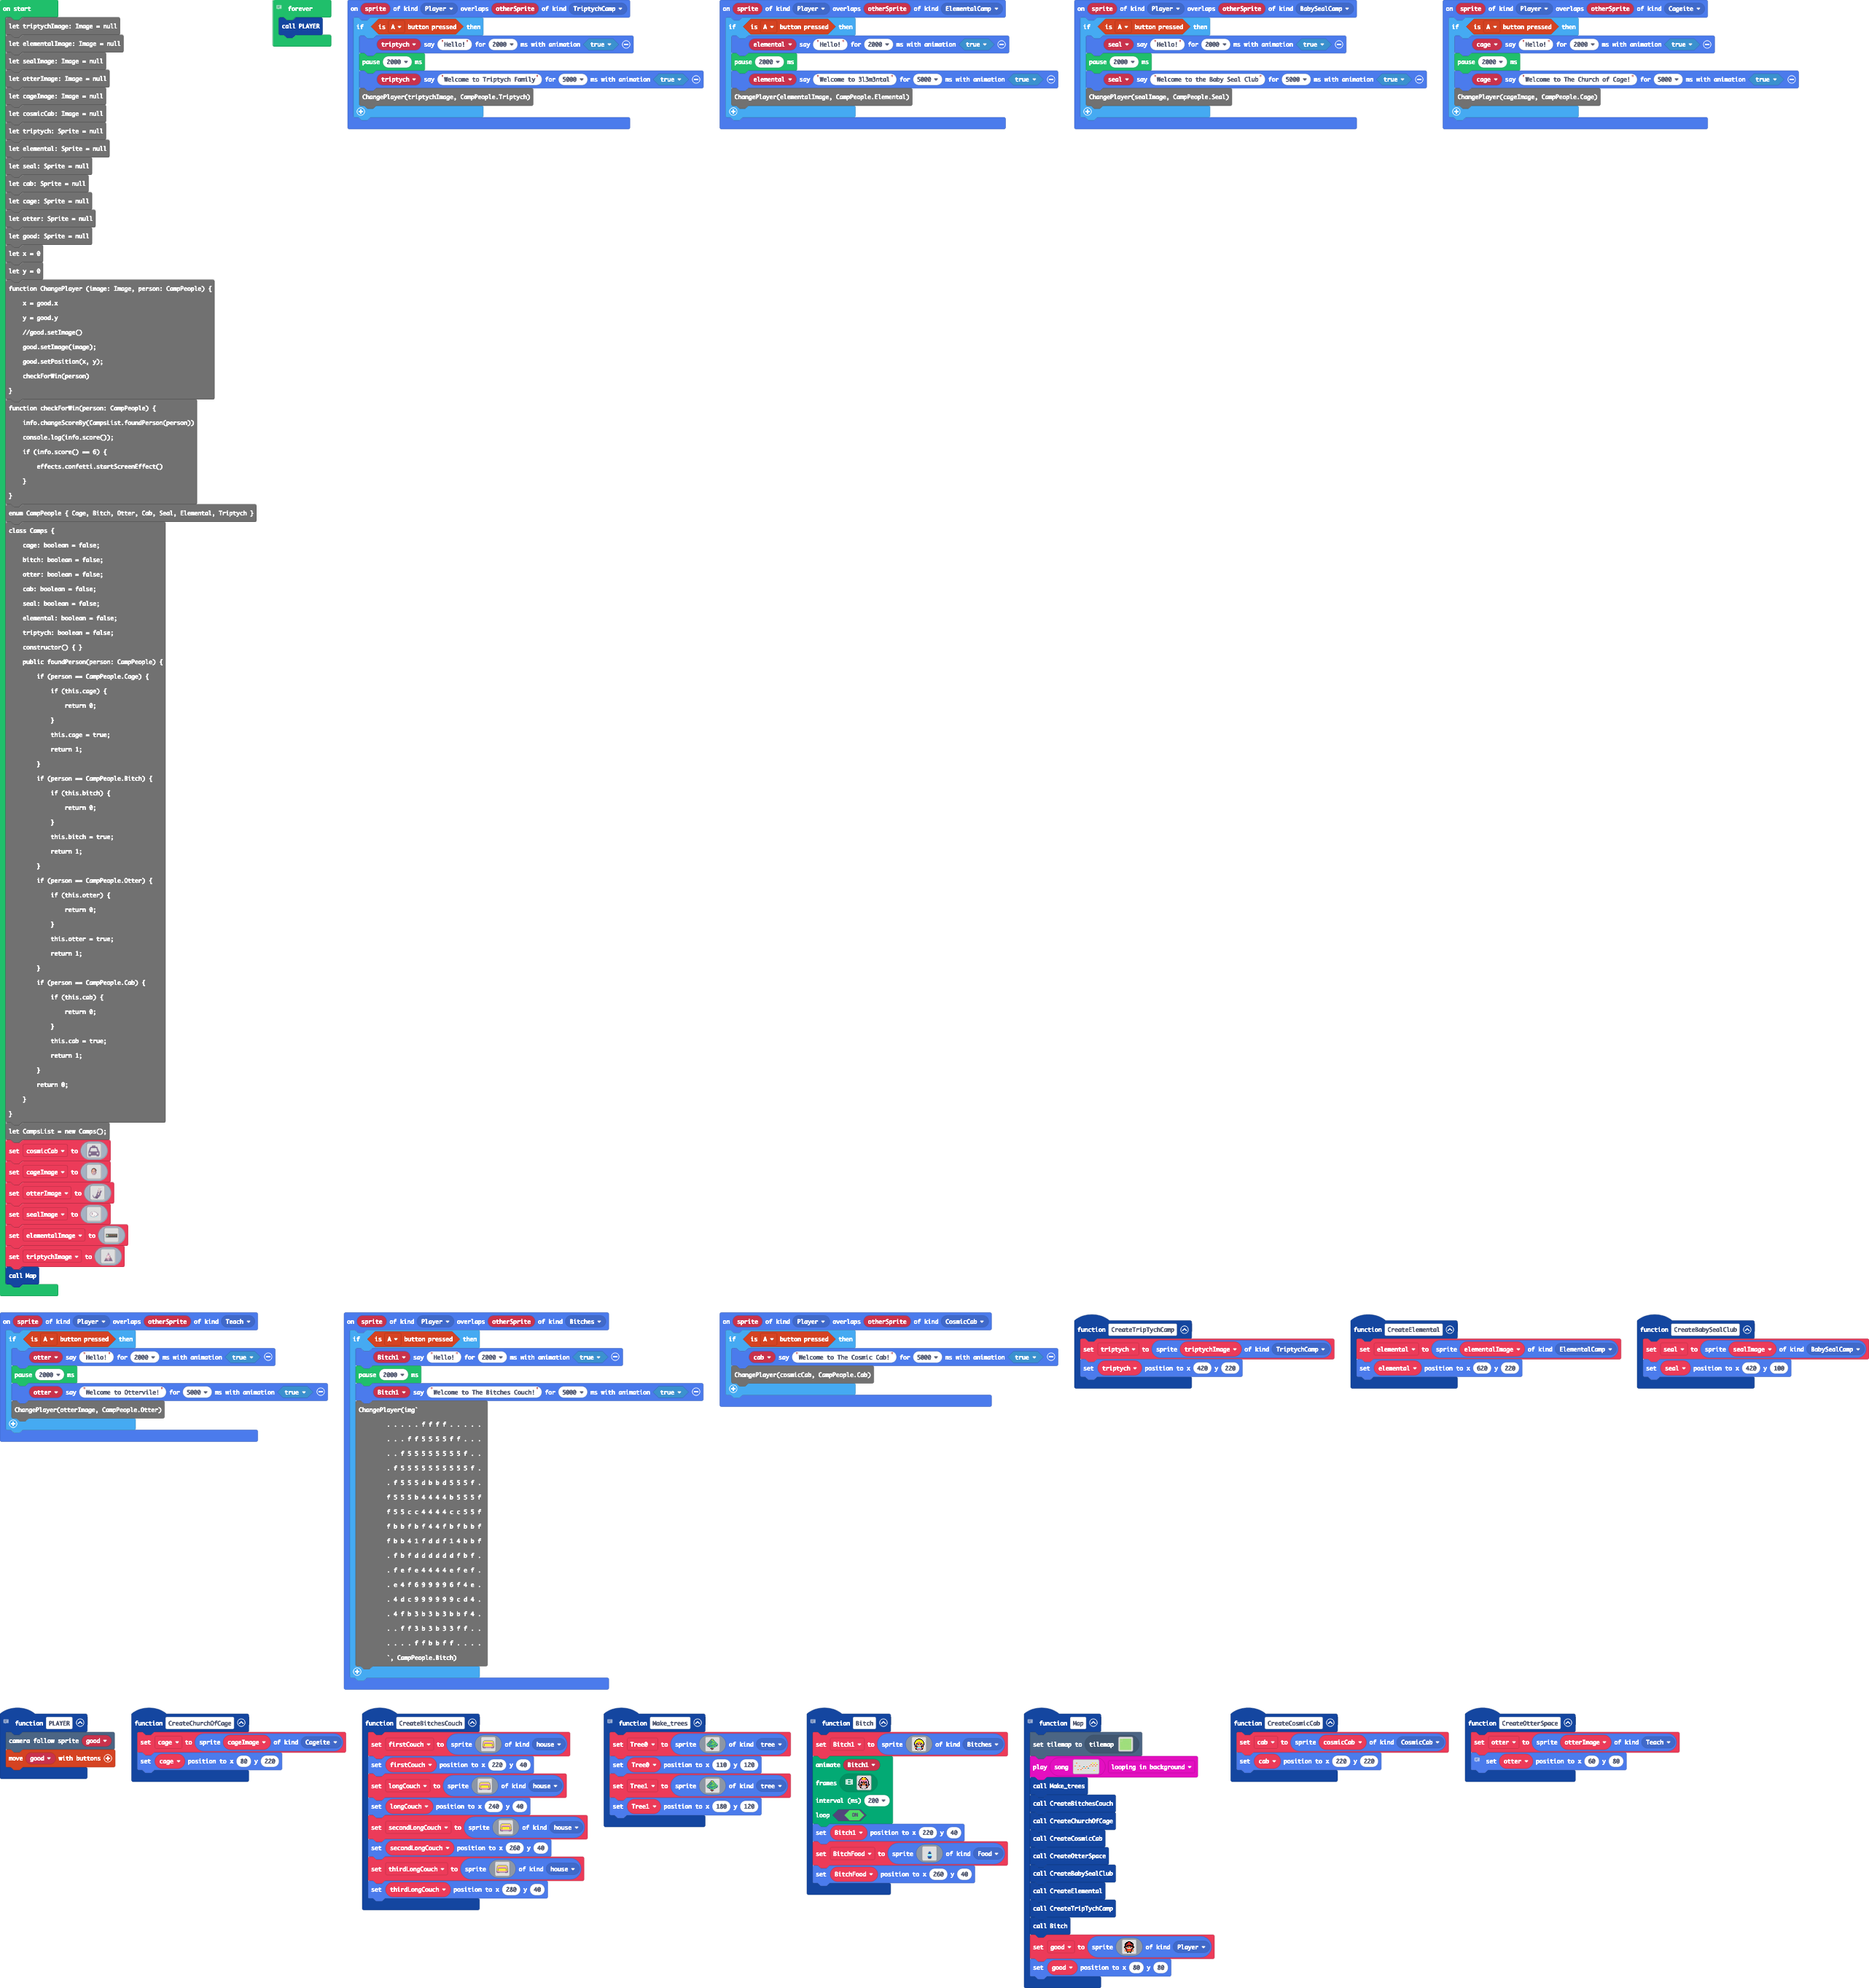 on start
let triptychImage: Image = null
let elementalImage: Image = null
let sealImage: Image = null
let otterImage: Image = null
let cageImage: Image = null
let cosmicCab: Image = null
let triptych: Sprite = null
let elemental: Sprite = null
let seal: Sprite = null
let cab: Sprite = null
let cage: Sprite = null
let otter: Sprite = null
let good: Sprite = null
let x = 0
let y = 0
function ChangePlayer (image: Image, person: CampPeople) {
x = good.x
y = good.y
//good.setImage()
good.setImage(image);
good.setPosition(x, y);
checkForWin(person)
}
function checkForWin(person: CampPeople) {
info.changeScoreBy(CampsList.foundPerson(person))
console.log(info.score());
if (info.score() == 6) {
effects.confetti.startScreenEffect()
}
}
enum CampPeople { Cage, Bitch, Otter, Cab, Seal, Elemental, Triptych }
class Camps {
cage: boolean = false;
bitch: boolean = false;
otter: boolean = false;
cab: boolean = false;
seal: boolean = false;
elemental: boolean = false;
triptych: boolean = false;
constructor() { }
public foundPerson(person: CampPeople) {
if (person == CampPeople.Cage) {
if (this.cage) {
return 0;
}
this.cage = true;
return 1;
}
if (person == CampPeople.Bitch) {
if (this.bitch) {
return 0;
}
this.bitch = true;
return 1;
}
if (person == CampPeople.Otter) {
if (this.otter) {
return 0;
}
this.otter = true;
return 1;
}
if (person == CampPeople.Cab) {
if (this.cab) {
return 0;
}
this.cab = true;
return 1;
}
return 0;
}
}
let CampsList = new Camps();
set cosmicCab to
set cageImage to
set otterImage to
set sealImage to
set elementalImage to
set triptychImage to
call Map
forever
call PLAYER
on sprite of kind Player overlaps otherSprite of kind TriptychCamp
if is A button pressed then
triptych say "Hello!" for 2000 ms with animation true
pause 2000 ms
triptych say "Welcome to Triptych Family" for 5000 ms with animation true
ChangePlayer(triptychImage, CampPeople.Triptych)
on sprite of kind Player overlaps otherSprite of kind ElementalCamp
if is A button pressed then
elemental say "Hello!" for 2000 ms with animation true
pause 2000 ms
elemental say "Welcome to 3l3m3ntal" for 5000 ms with animation true
ChangePlayer(elementalImage, CampPeople.Elemental)
on sprite of kind Player overlaps otherSprite of kind BabySealCamp
if is A button pressed then
seal say "Hello!" for 2000 ms with animation true
pause 2000 ms
seal say "Welcome to the Baby Seal Club" for 5000 ms with animation true
ChangePlayer(sealImage, CampPeople.Seal)
on sprite of kind Player overlaps otherSprite of kind Cageite
if is A button pressed then
cage say "Hello!" for 2000 ms with animation true
pause 2000 ms
cage say "Welcome to The Church of Cage!" for 5000 ms with animation true
ChangePlayer(cageImage, CampPeople.Cage)
on sprite of kind Player overlaps otherSprite of kind Teach
if is A button pressed then
otter say "Hello!" for 2000 ms with animation true
pause 2000 ms
otter say "Welcome to Ottervile!" for 5000 ms with animation true
ChangePlayer(otterImage, CampPeople.Otter)
on sprite of kind Player overlaps otherSprite of kind Bitches
if is A button pressed then
Bitch1 say "Hello!" for 2000 ms with animation true
pause 2000 ms
Bitch1 say "Welcome to The Bitches Couch!" for 5000 ms with animation true
ChangePlayer(img`
. . . . . f f f f . . . . .
. . . f f 5 5 5 5 f f . . .
. . f 5 5 5 5 5 5 5 5 f . .
. f 5 5 5 5 5 5 5 5 5 5 f .
. f 5 5 5 d b b d 5 5 5 f .
f 5 5 5 b 4 4 4 4 b 5 5 5 f
f 5 5 c c 4 4 4 4 c c 5 5 f
f b b f b f 4 4 f b f b b f
f b b 4 1 f d d f 1 4 b b f
. f b f d d d d d d f b f .
. f e f e 4 4 4 4 e f e f .
. e 4 f 6 9 9 9 9 6 f 4 e .
. 4 d c 9 9 9 9 9 9 c d 4 .
. 4 f b 3 b 3 b 3 b b f 4 .
. . f f 3 b 3 b 3 3 f f . .
. . . . f f b b f f . . . .
`, CampPeople.Bitch)
on sprite of kind Player overlaps otherSprite of kind CosmicCab
if is A button pressed then
cab say "Welcome to The Cosmic Cab!" for 5000 ms with animation true
ChangePlayer(cosmicCab, CampPeople.Cab)
function CreateTripTychCamp
set triptych to sprite triptychImage of kind TriptychCamp
set triptych position to x 420 y 220
function CreateElemental
set elemental to sprite elementalImage of kind ElementalCamp
set elemental position to x 620 y 220
function CreateBabySealClub
set seal to sprite sealImage of kind BabySealCamp
set seal position to x 420 y 100
function PLAYER
camera follow sprite good
move good with buttons
function CreateChurchOfCage
set cage to sprite cageImage of kind Cageite
set cage position to x 80 y 220
function CreateBitchesCouch
set firstCouch to sprite of kind house
set firstCouch position to x 220 y 40
set longCouch to sprite of kind house
set longCouch position to x 240 y 40
set secondLongCouch to sprite of kind house
set secondLongCouch position to x 260 y 40
set thirdLongCouch to sprite of kind house
set thirdLongCouch position to x 280 y 40
function Make_trees
set Tree0 to sprite of kind tree
set Tree0 position to x 110 y 120
set Tree1 to sprite of kind tree
set Tree1 position to x 180 y 120
function Bitch
set Bitch1 to sprite of kind Bitches
animate Bitch1
frames
interval (ms) 200
loop ON
set Bitch1 position to x 220 y 40
set BitchFood to sprite of kind Food
set BitchFood position to x 260 y 40
function Map
set tilemap to tilemap
play song looping in background
call Make_trees
call CreateBitchesCouch
call CreateChurchOfCage
call CreateCosmicCab
call CreateOtterSpace
call CreateBabySealClub
call CreateElemental
call CreateTripTychCamp
call Bitch
set good to sprite of kind Player
set good position to x 80 y 80
function CreateCosmicCab
set cab to sprite cosmicCab of kind CosmicCab
set cab position to x 220 y 220
function CreateOtterSpace
set otter to sprite otterImage of kind Teach
set otter position to x 60 y 80